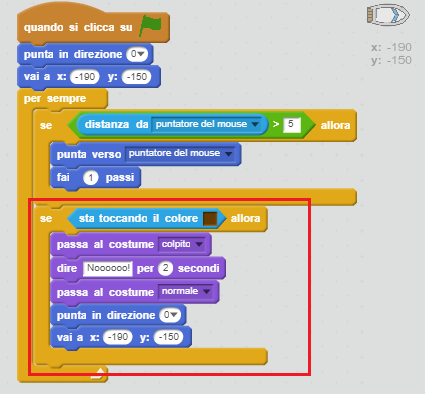 quando si clicca su
punta in direzione 0
vai a x: -190 y: -150
x: -190
y: -150
per sempre
se distanza da puntatore del mouse > 5 allora
punta verso puntatore del mouse
fai 1 passi
se sta toccando il colore allora
passa al costume colpito
dire Noooooo! per 2 secondi
passa al costume normale
punta in direzione 0
vai a x: -190 y: -150